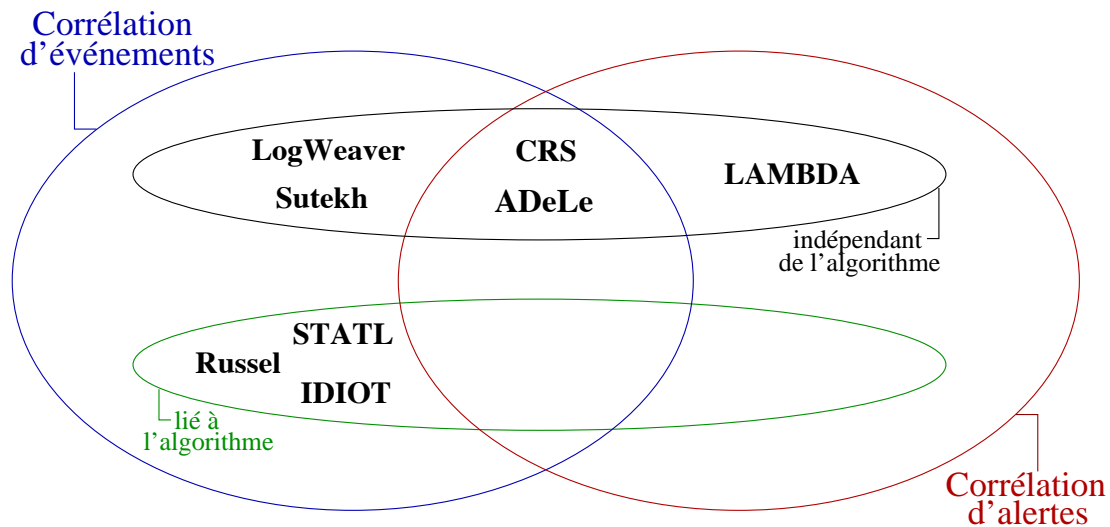 Corrélation
d'événements
LogWeaver
CRS
LAMBDA
Sutekh
ADeLe
indépendant
de l'algorithme
STATL
Russel
IDIOT
lié à
l'algorithme
Corrélation
d'alertes